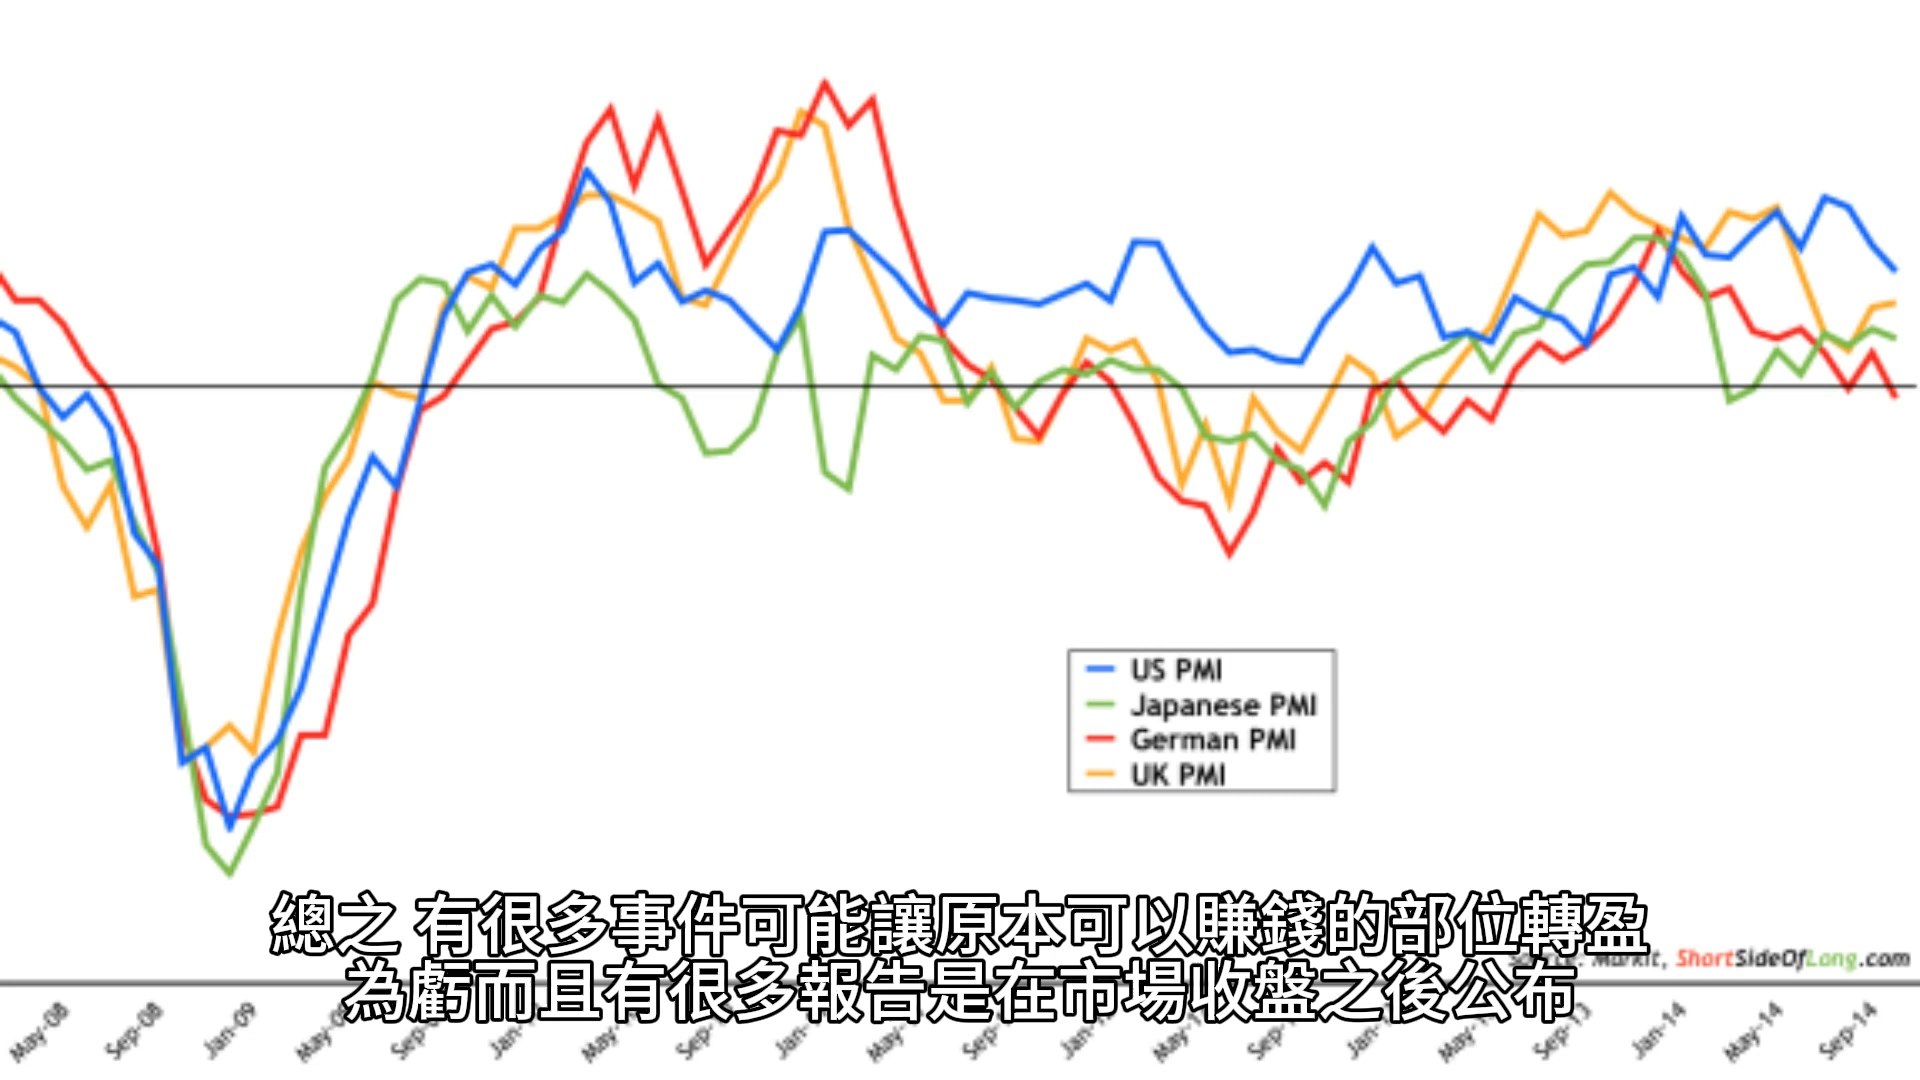 US PMI
Japanese PMI
German PMI
UK PMI
總之 有很多事件可能讓原本可以賺錢的部位轉盈
為虧而且有很多報告是在市場收盤之後公布
Markit, ShortSideOfLong.com
May-08 Sep-08 Jan-09 Sep-13 Jan-14 May-14 Sep-14